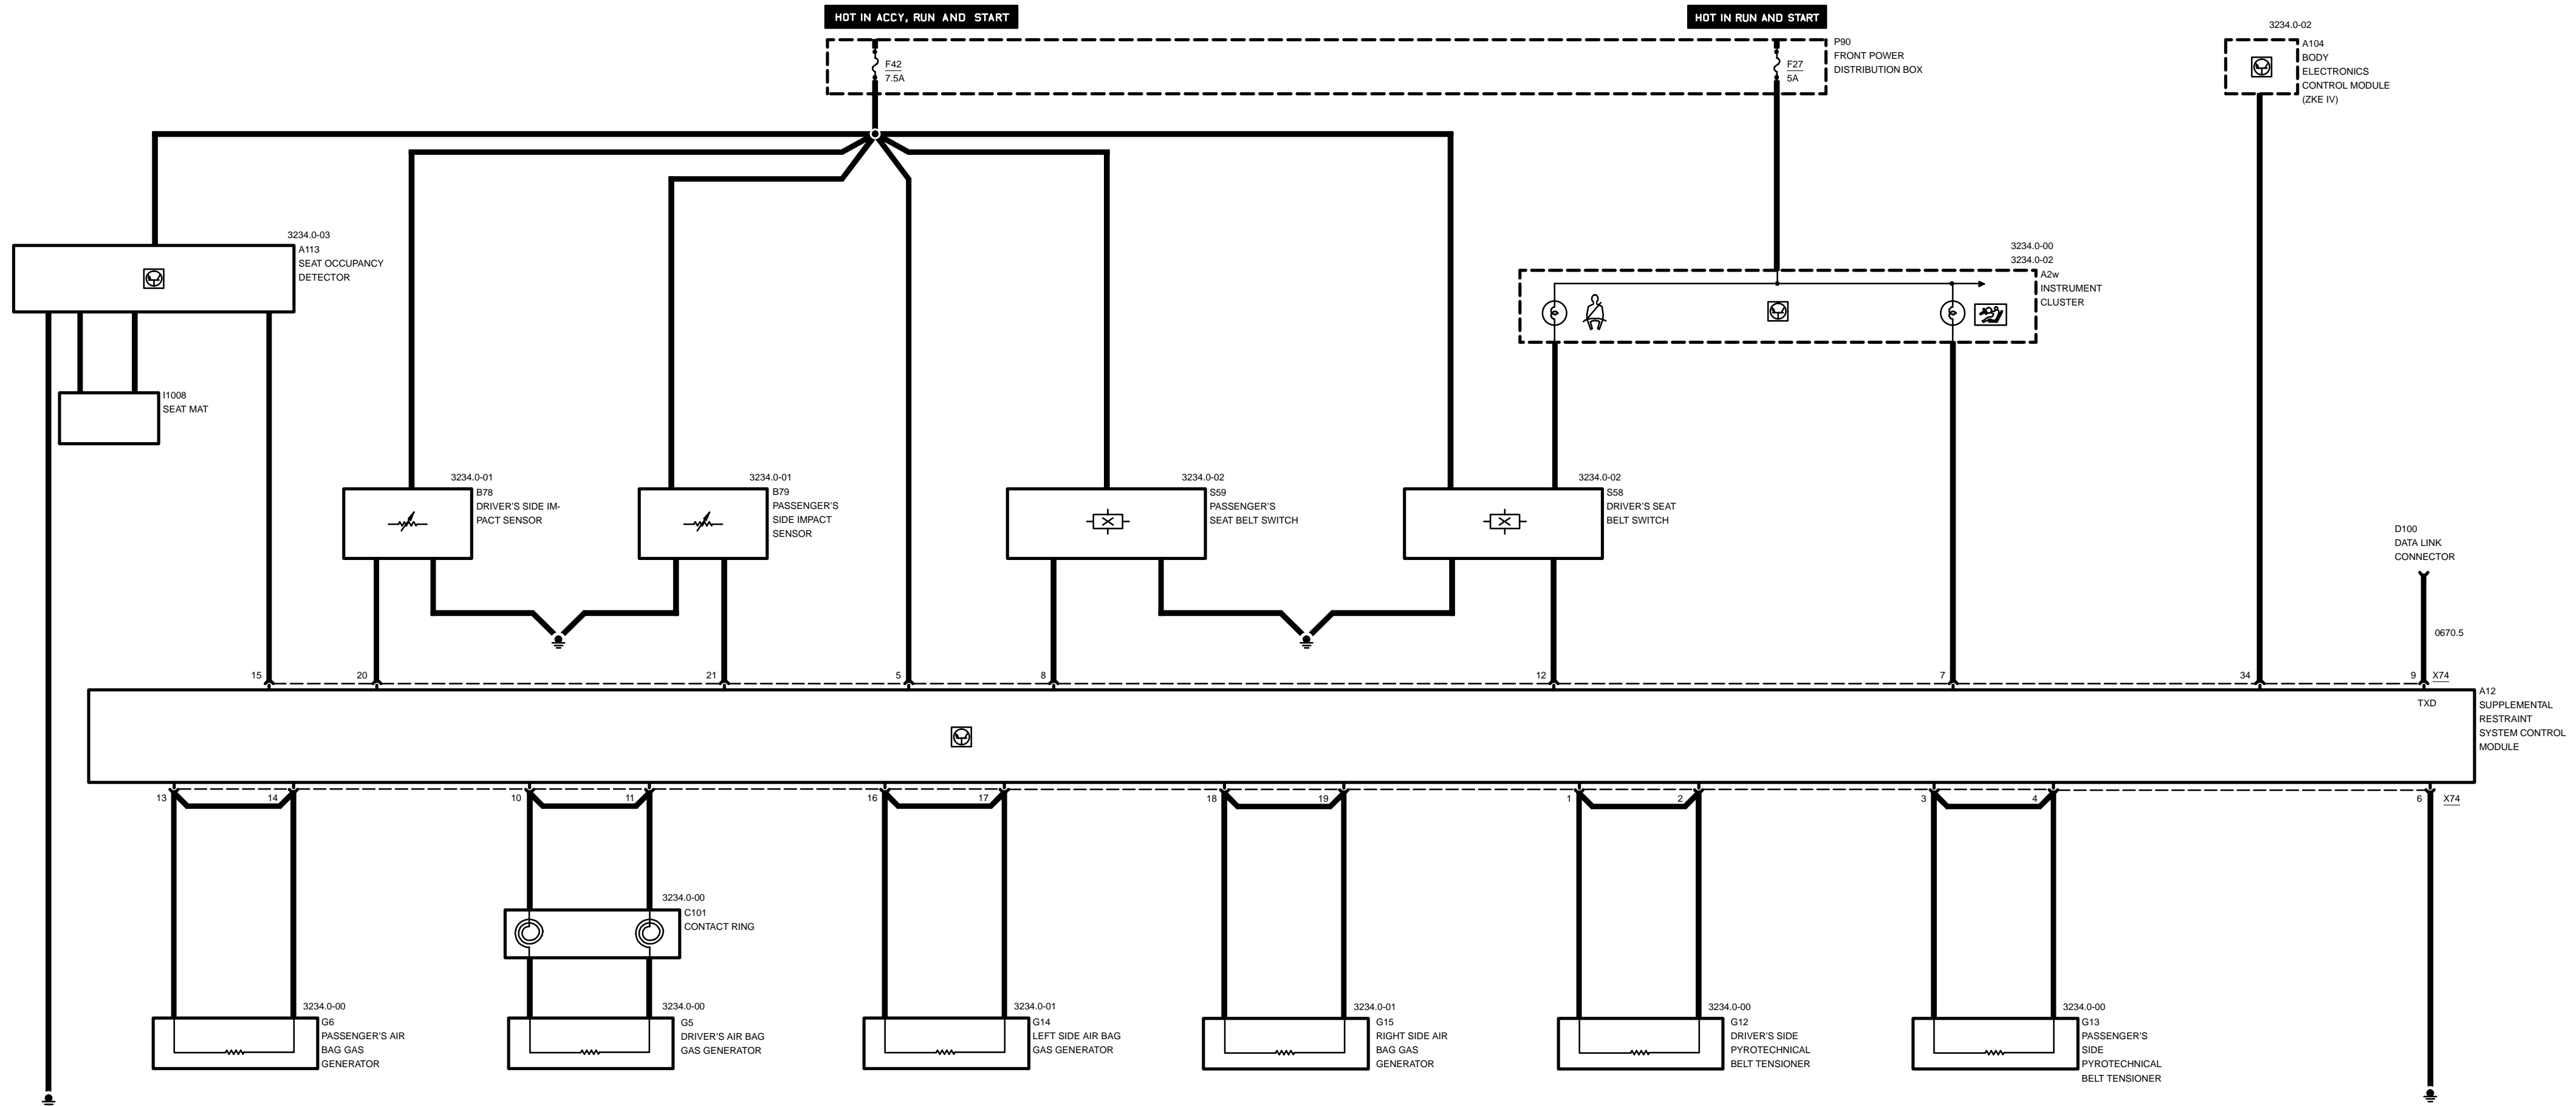 HOT IN ACCY, RUN AND START
HOT IN RUN AND START
3234.0-02
F42
7.5A
F27
5A
P90
FRONT POWER
DISTRIBUTION BOX
A104
BODY
ELECTRONICS
CONTROL MODULE
(ZKE IV)
3234.0-03
A113
SEAT OCCUPANCY
DETECTOR
3234.0-00
3234.0-02
A2w
INSTRUMENT
CLUSTER
I1008
SEAT MAT
3234.0-01
B78
DRIVER'S SIDE IM-
PACT SENSOR
3234.0-01
B79
PASSENGER'S
SIDE IMPACT
SENSOR
3234.0-02
S59
PASSENGER'S
SEAT BELT SWITCH
3234.0-02
S58
DRIVER'S SEAT
BELT SWITCH
D100
DATA LINK
CONNECTOR
0670.5
15 20 21 5 8 12 7 34 9 X74
TXD
A12
SUPPLEMENTAL
RESTRAINT
SYSTEM CONTROL
MODULE
13 14 10 11 16 17 18 19 1 2 3 4 6 X74
3234.0-00
C101
CONTACT RING
3234.0-00
G6
PASSENGER'S AIR
BAG GAS
GENERATOR
3234.0-00
G5
DRIVER'S AIR BAG
GAS GENERATOR
3234.0-01
G14
LEFT SIDE AIR BAG
GAS GENERATOR
3234.0-01
G15
RIGHT SIDE AIR
BAG GAS
GENERATOR
3234.0-00
G12
DRIVER'S SIDE
PYROTECHNICAL
BELT TENSIONER
3234.0-00
G13
PASSENGER'S
SIDE
PYROTECHNICAL
BELT TENSIONER